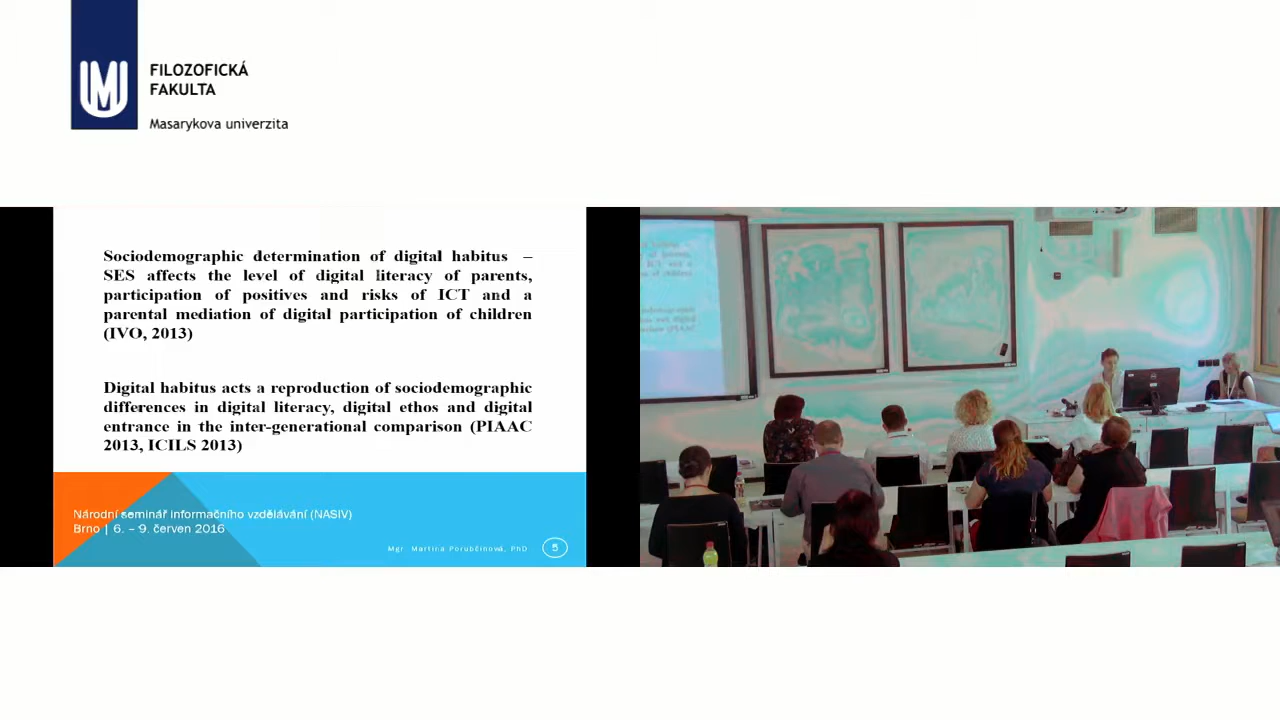 FILOZOFICKÁ
FAKULTA
Masarykova univerzita
Sociodemographic determination of digital habitus –
SES affects the level of digital literacy of parents,
participation of positives and risks of ICT and a
parental mediation of digital participation of children
(IVO, 2013)
Digital habitus acts a reproduction of sociodemographic
differences in digital literacy, digital ethos and digital
entrance in the inter-generational comparison (PIAAC
2013, ICILS 2013)
Národní seminář informačního vzdělávání (NASIV)
Brno | 6. – 9. červen 2016
Mgr. Martina Porubčinová, PhD
5